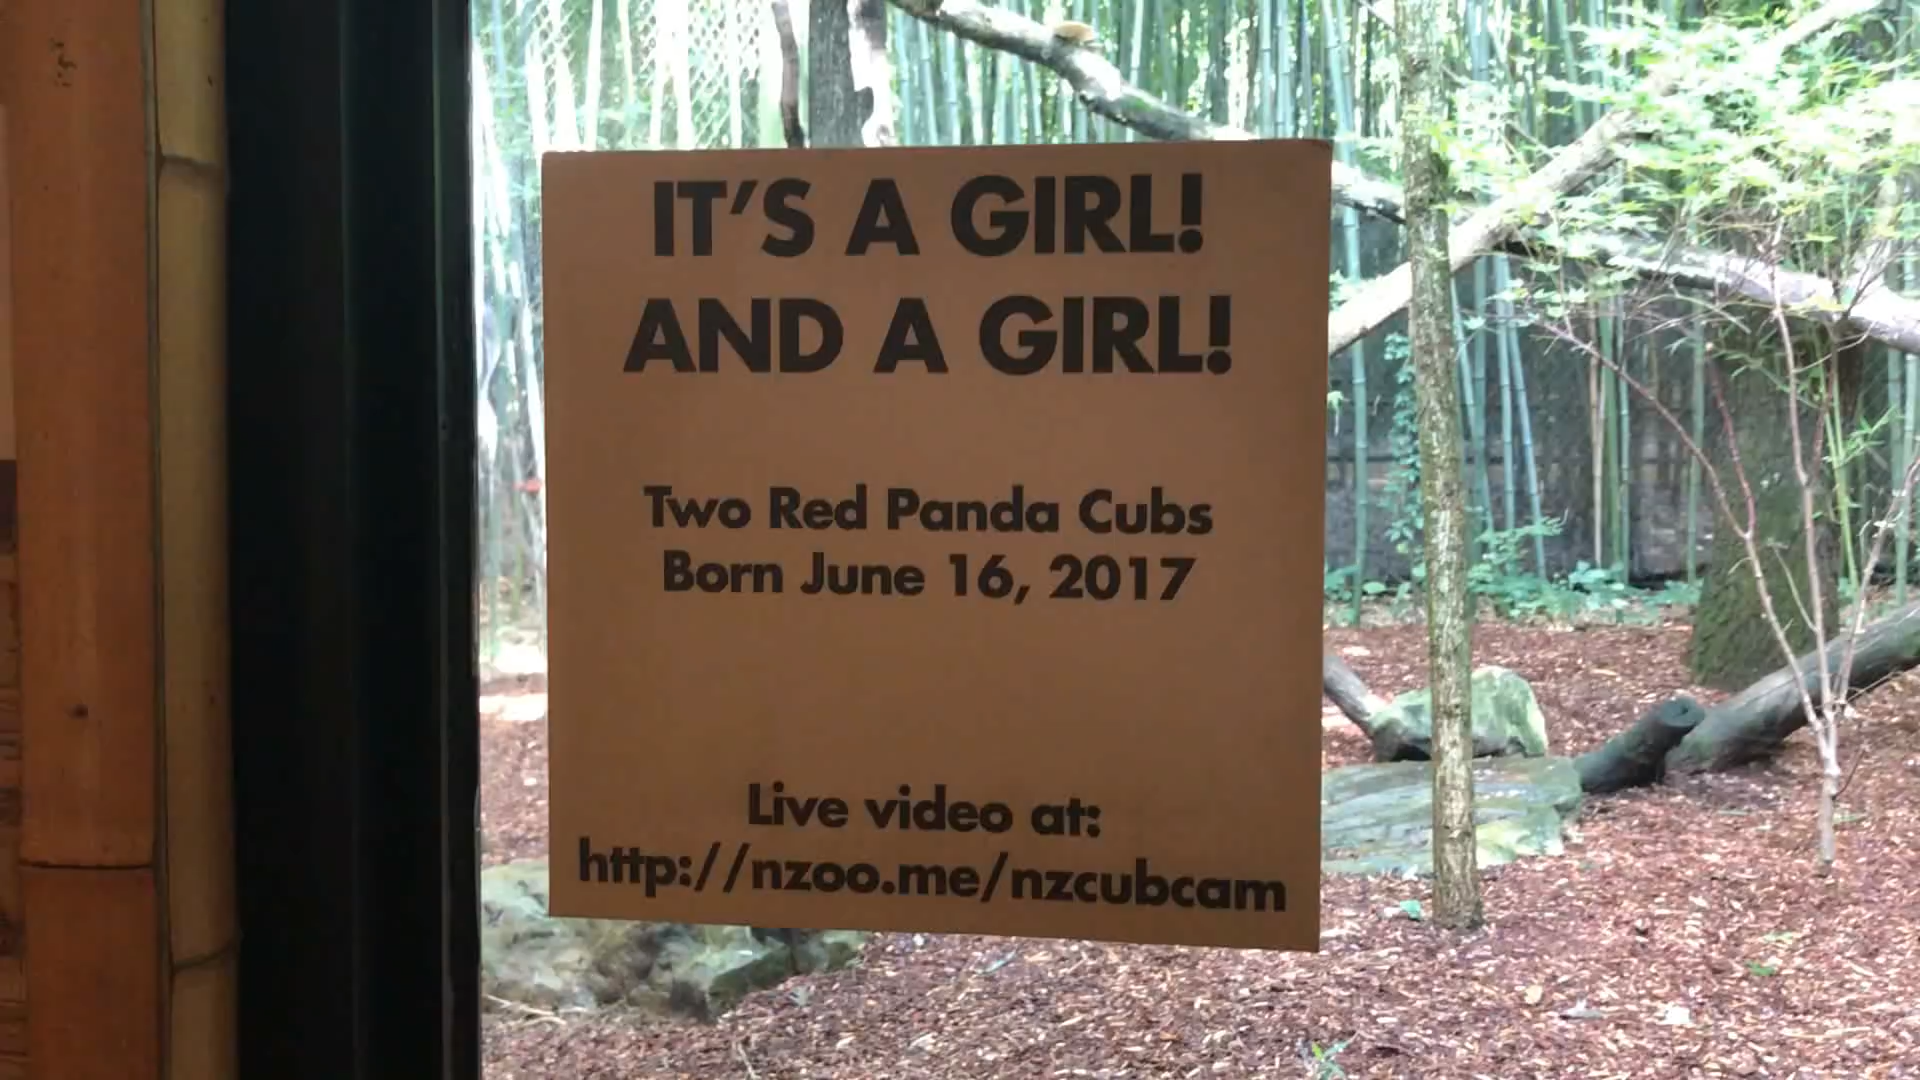 IT'S A GIRL!
AND A GIRL!
Two Red Panda Cubs
Born June 16, 2017
Live video at:
http://nzoo.me/nzcubcam